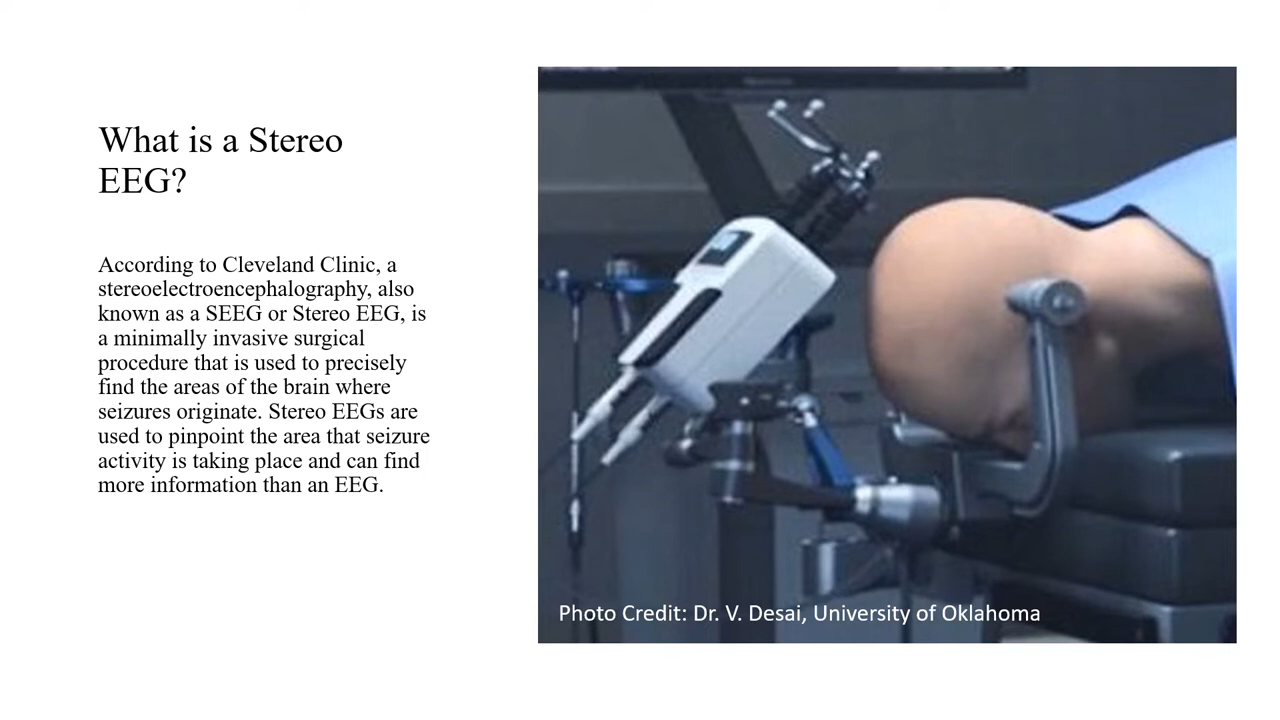 What is a Stereo
EEG?
According to Cleveland Clinic, a
stereoelectroencephalography, also
known as a SEEG or Stereo EEG, is
a minimally invasive surgical
procedure that is used to precisely
find the areas of the brain where
seizures originate. Stereo EEGs are
used to pinpoint the area that seizure
activity is taking place and can find
more information than an EEG.
Photo Credit: Dr. V. Desai, University of Oklahoma